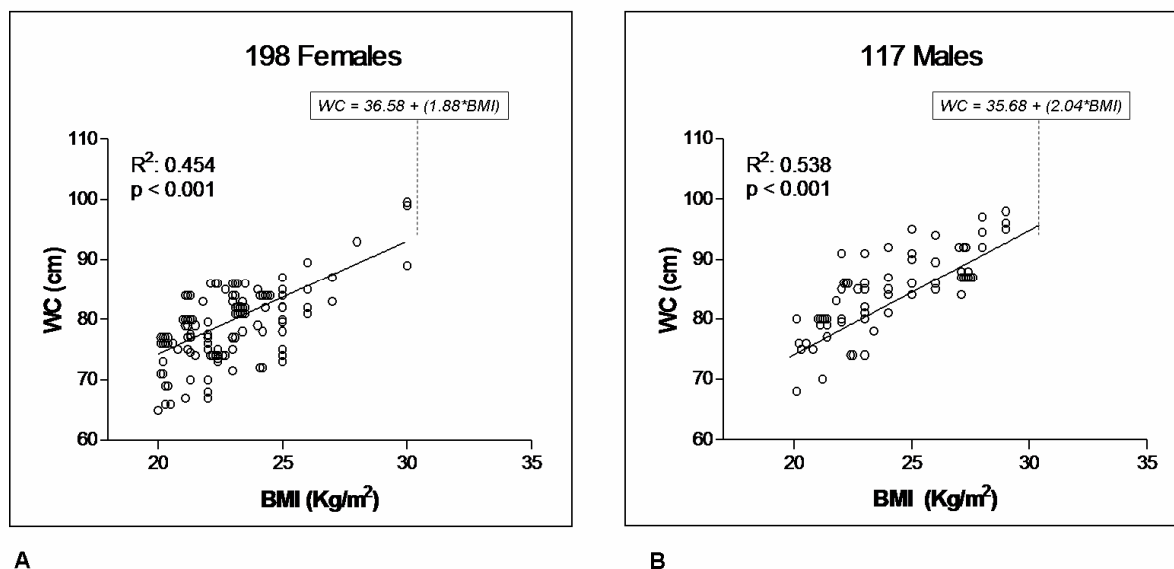 198 Females
WC = 36.58 + (1.88*BMI)
R²: 0.454
p < 0.001
110
100
90
80
70
60
WC (cm)
20
25
30
35
BMI (Kg/m²)
A
117 Males
WC = 35.68 + (2.04*BMI)
R²: 0.538
p < 0.001
110
100
90
80
70
60
WC (cm)
20
25
30
35
BMI (Kg/m²)
B